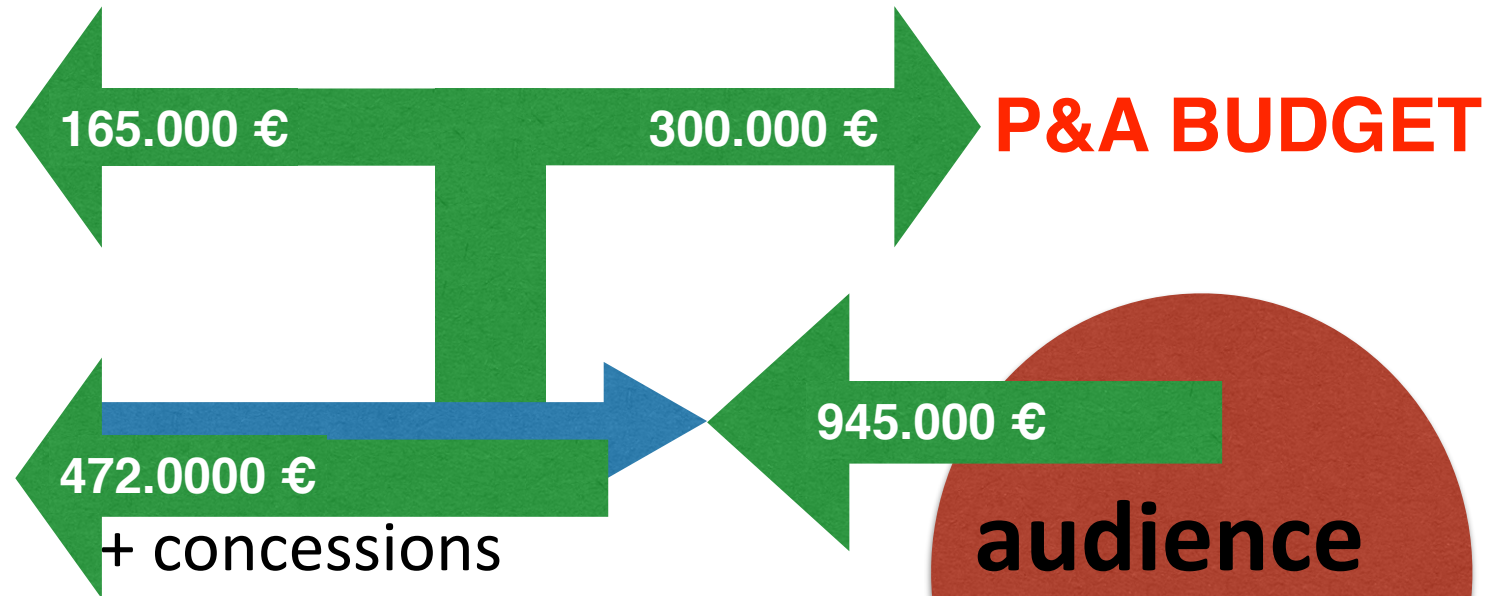 165.000 €
300.000 €
P&A BUDGET
945.000 €
472.0000 €
+ concessions
audience